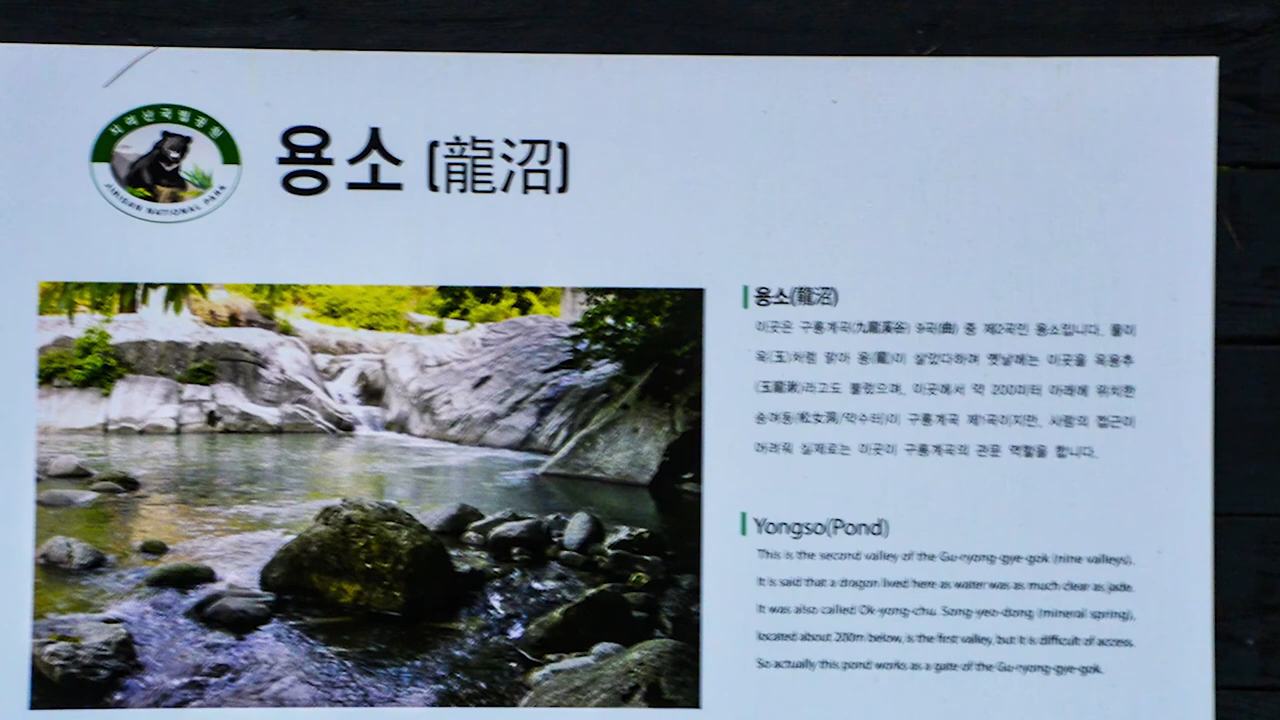 지리산국립공원
JIRISAN NATIONAL PARK
용소 (龍沼)
용소(龍沼)
이곳은 구룡계곡(九龍溪谷) 9곡(曲) 중 제2곡인 용소입니다. 물이
옥(玉)처럼 맑아 용(龍)이 살았다하며 옛날에는 이곳을 옥용추
(玉龍湫)라고도 불렀으며, 이곳에서 약 200미터 아래에 위치한
송여동(松女洞/약수터)이 구룡계곡 제1곡이지만, 사람의 접근이
어려워 실제로는 이곳이 구룡계곡의 관문 역할을 합니다.
Yongso(Pond)
This is the second valley of the Gu-ryong-gye-gok (nine valleys).
It is said that a dragon lived here as water was as much clear as jade.
It was also called Ok-yong-chu. Song-yeo-dong (mineral spring),
located about 200m below, is the first valley, but it is difficult of access.
So actually this pond works as a gate of the Gu-ryong-gye-gok.